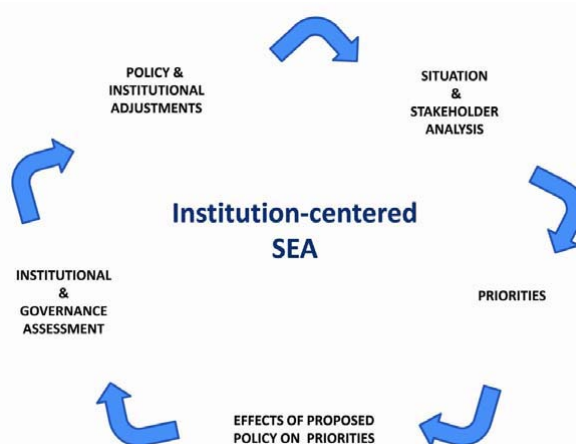 POLICY &
INSTITUTIONAL
ADJUSTMENTS
SITUATION
&
STAKEHOLDER
ANALYSIS
Institution-centered
SEA
INSTITUTIONAL
&
GOVERNANCE
ASSESSMENT
PRIORITIES
EFFECTS OF PROPOSED
POLICY ON PRIORITIES